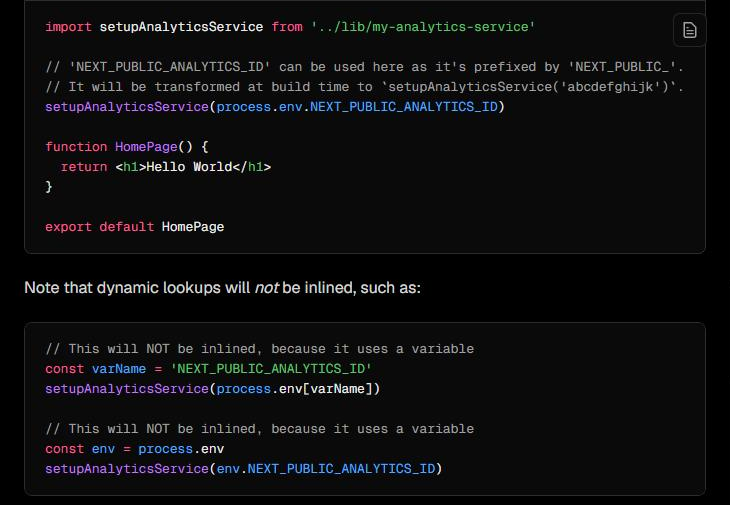 import setupAnalyticsService from '../lib/my-analytics-service'
// 'NEXT_PUBLIC_ANALYTICS_ID' can be used here as it's prefixed by 'NEXT_PUBLIC_'.
// It will be transformed at build time to `setupAnalyticsService('abcdefghijk')`.
setupAnalyticsService(process.env.NEXT_PUBLIC_ANALYTICS_ID)
function HomePage() {
  return <h1>Hello World</h1>
}
export default HomePage
Note that dynamic lookups will not be inlined, such as:
// This will NOT be inlined, because it uses a variable
const varName = 'NEXT_PUBLIC_ANALYTICS_ID'
setupAnalyticsService(process.env[varName])
// This will NOT be inlined, because it uses a variable
const env = process.env
setupAnalyticsService(env.NEXT_PUBLIC_ANALYTICS_ID)